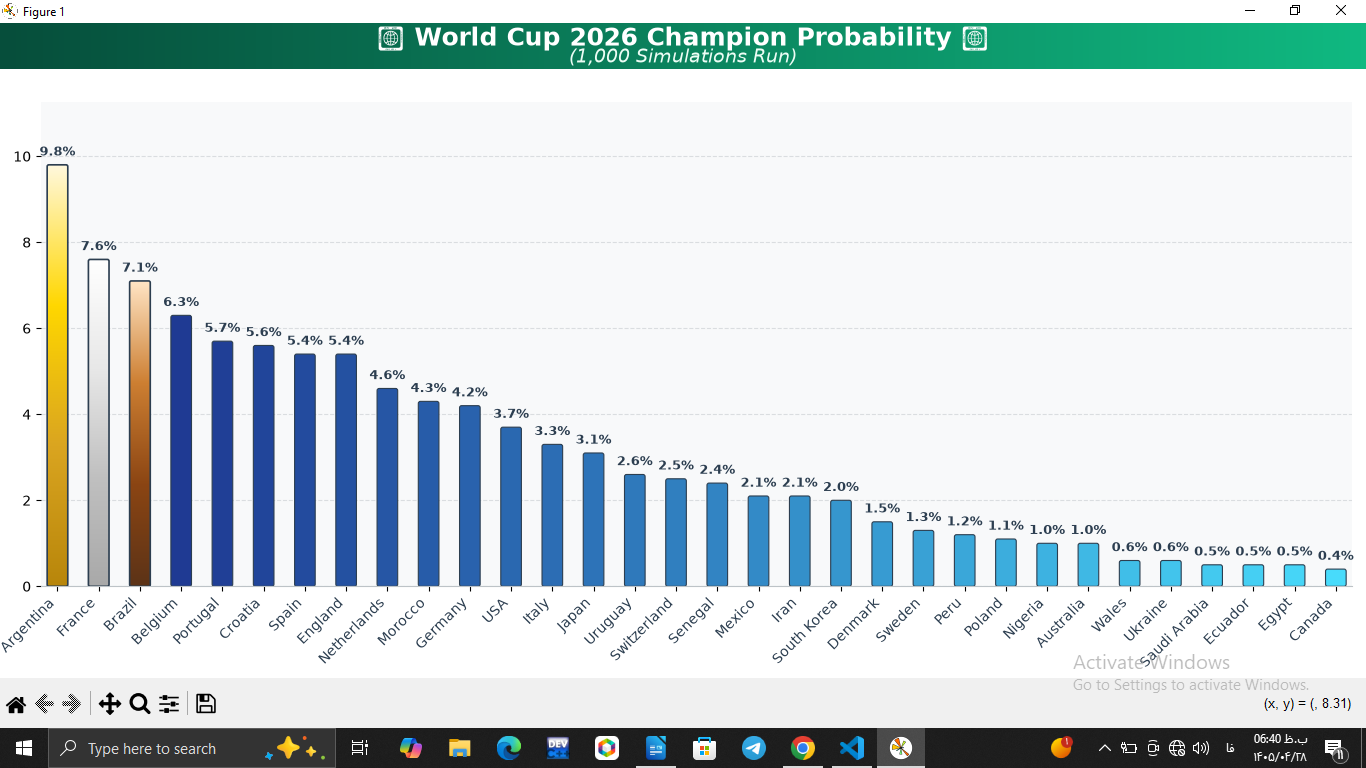 Figure 1
World Cup 2026 Champion Probability
(1,000 Simulations Run)
10
8
6
4
2
0
9.8%
7.6%
7.1%
6.3%
5.7%
5.6%
5.4%
5.4%
4.6%
4.3%
4.2%
3.7%
3.3%
3.1%
2.6%
2.5%
2.4%
2.1%
2.1%
2.0%
1.5%
1.3%
1.2%
1.1%
1.0%
1.0%
0.6%
0.6%
0.5%
0.5%
0.5%
0.4%
Argentina
France
Brazil
Belgium
Portugal
Croatia
Spain
England
Netherlands
Morocco
Germany
USA
Italy
Japan
Uruguay
Switzerland
Senegal
Mexico
Iran
South Korea
Denmark
Sweden
Peru
Poland
Nigeria
Australia
Wales
Ukraine
Saudi Arabia
Ecuador
Egypt
Canada
Activate Windows
Go to Settings to activate Windows.
(x, y) = (, 8.31)
Type here to search
DEV
1
فا
06:40 ب.ظ
۱۴۰۵/۰۴/۲۸
11